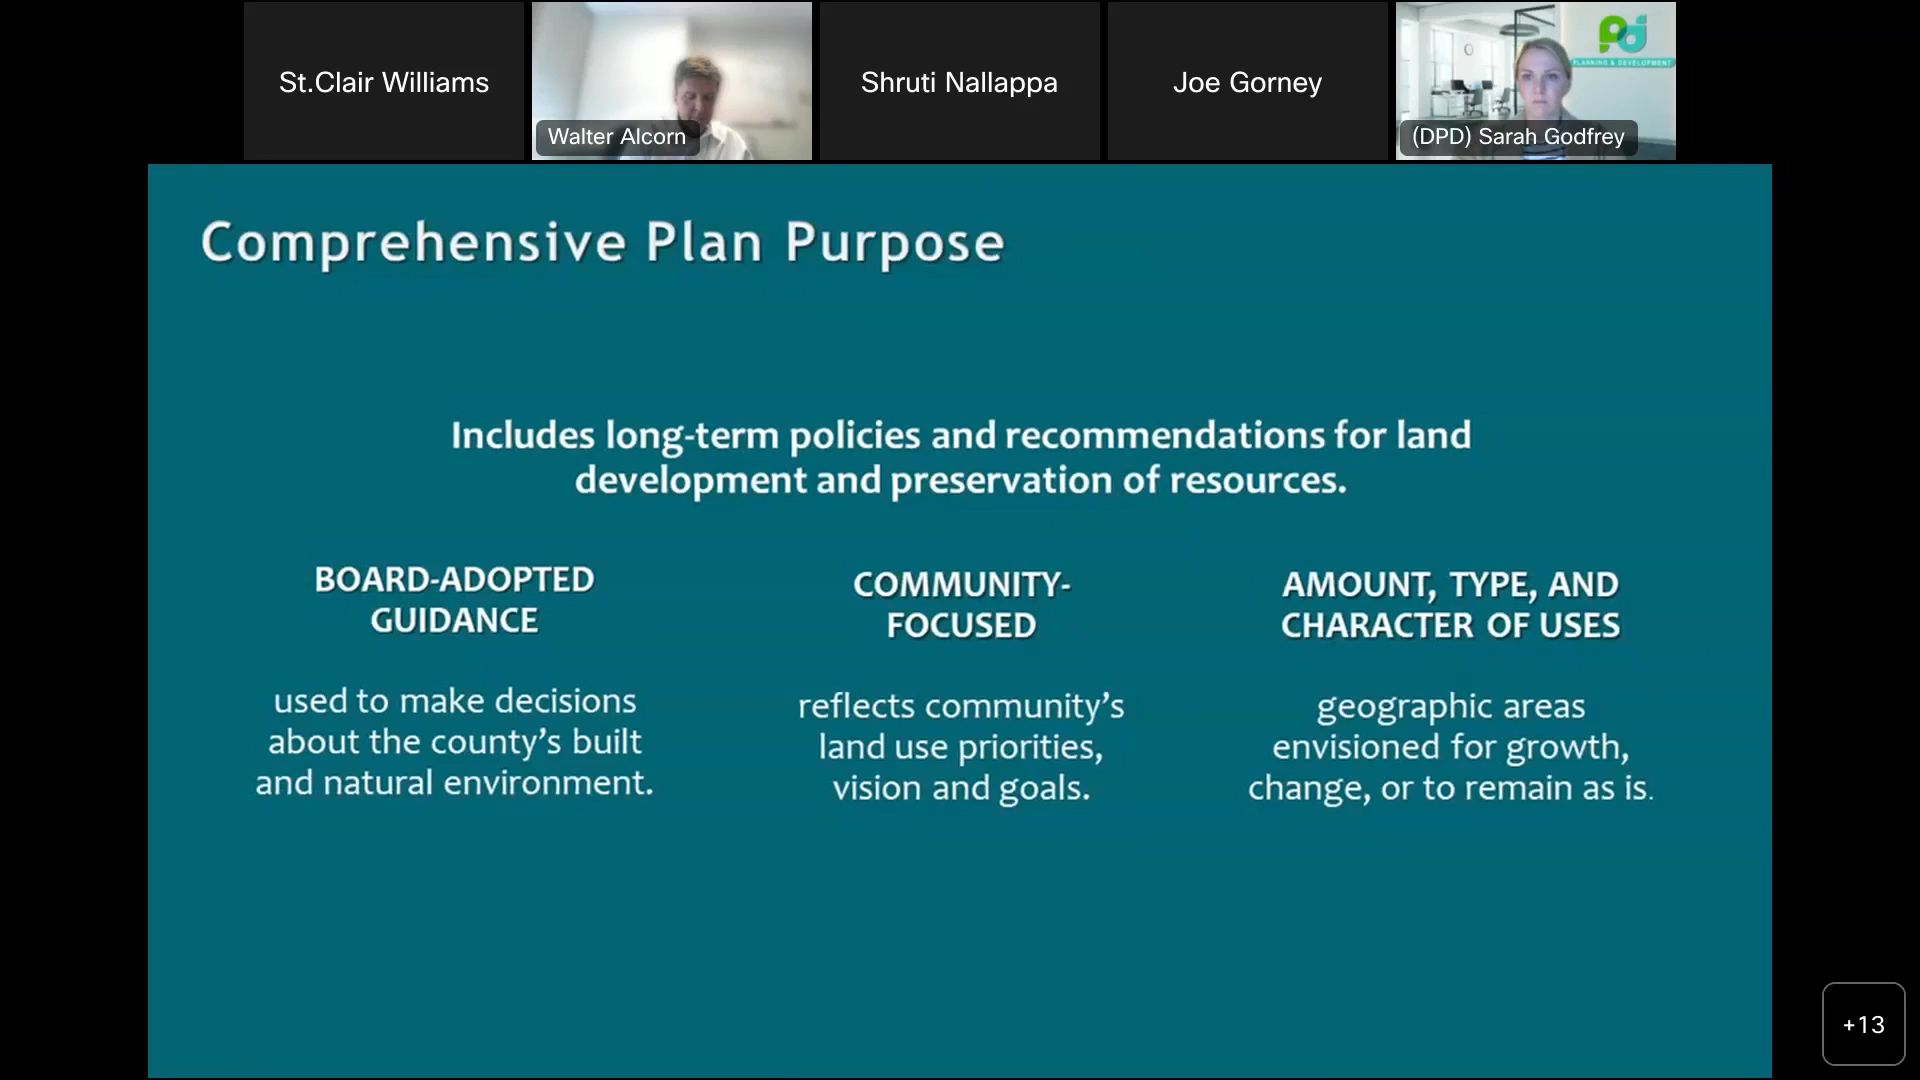 St.Clair Williams
Walter Alcorn
Shruti Nallappa
Joe Gorney
pd
PLANNING & DEVELOPMENT
(DPD) Sarah Godfrey
Comprehensive Plan Purpose
Includes long-term policies and recommendations for land
development and preservation of resources.
BOARD-ADOPTED
GUIDANCE
used to make decisions
about the county's built
and natural environment.
COMMUNITY-
FOCUSED
reflects community's
land use priorities,
vision and goals.
AMOUNT, TYPE, AND
CHARACTER OF USES
geographic areas
envisioned for growth,
change, or to remain as is.
+13